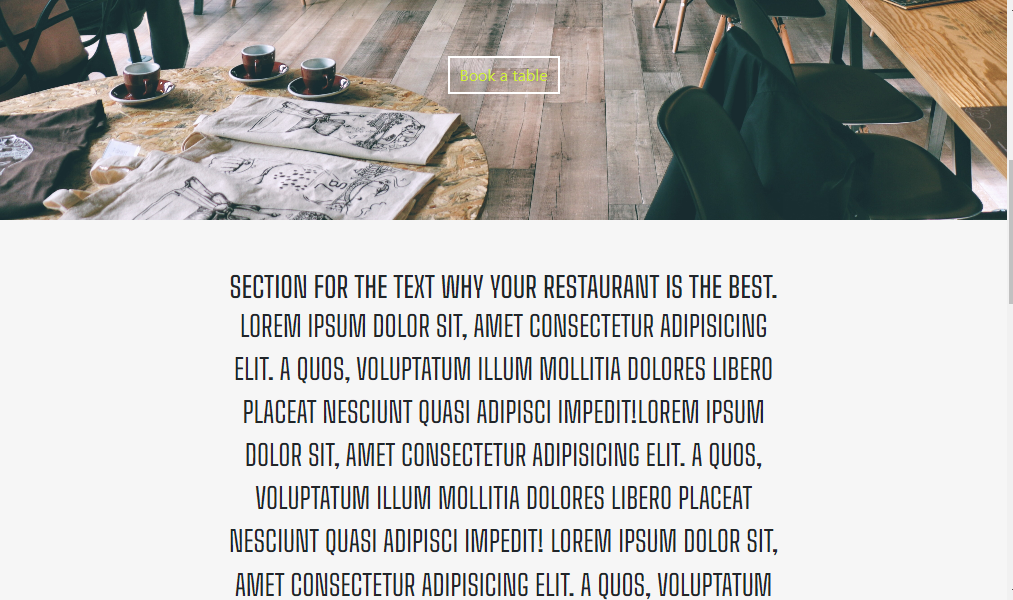 Book a table
SECTION FOR THE TEXT WHY YOUR RESTAURANT IS THE BEST.
LOREM IPSUM DOLOR SIT, AMET CONSECTETUR ADIPISICING
ELIT. A QUOS, VOLUPTATUM ILLUM MOLLITIA DOLORES LIBERO
PLACEAT NESCIUNT QUASI ADIPISCI IMPEDIT!LOREM IPSUM
DOLOR SIT, AMET CONSECTETUR ADIPISICING ELIT. A QUOS,
VOLUPTATUM ILLUM MOLLITIA DOLORES LIBERO PLACEAT
NESCIUNT QUASI ADIPISCI IMPEDIT! LOREM IPSUM DOLOR SIT,
AMET CONSECTETUR ADIPISICING ELIT. A QUOS, VOLUPTATUM